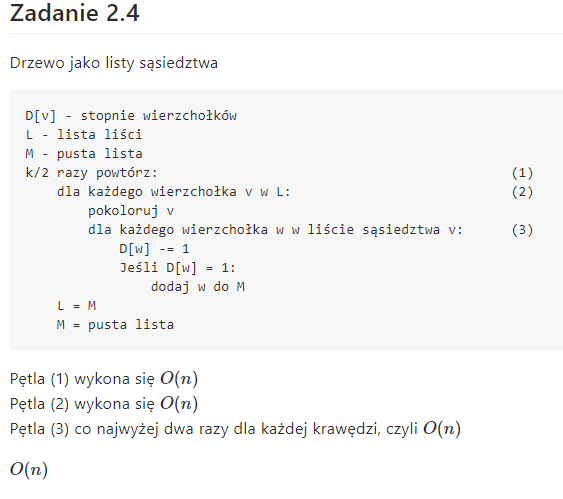 Zadanie 2.4
Drzewo jako listy sąsiedztwa
D[v] - stopnie wierzchołków
L - lista liści
M - pusta lista
k/2 razy powtórz: (1)
dla każdego wierzchołka v w L: (2)
pokoloruj v
dla każdego wierzchołka w w liście sąsiedztwa v: (3)
D[w] -= 1
Jeśli D[w] = 1:
dodaj w do M
L = M
M = pusta lista
Pętla (1) wykona się O(n)
Pętla (2) wykona się O(n)
Pętla (3) co najwyżej dwa razy dla każdej krawędzi, czyli O(n)
O(n)